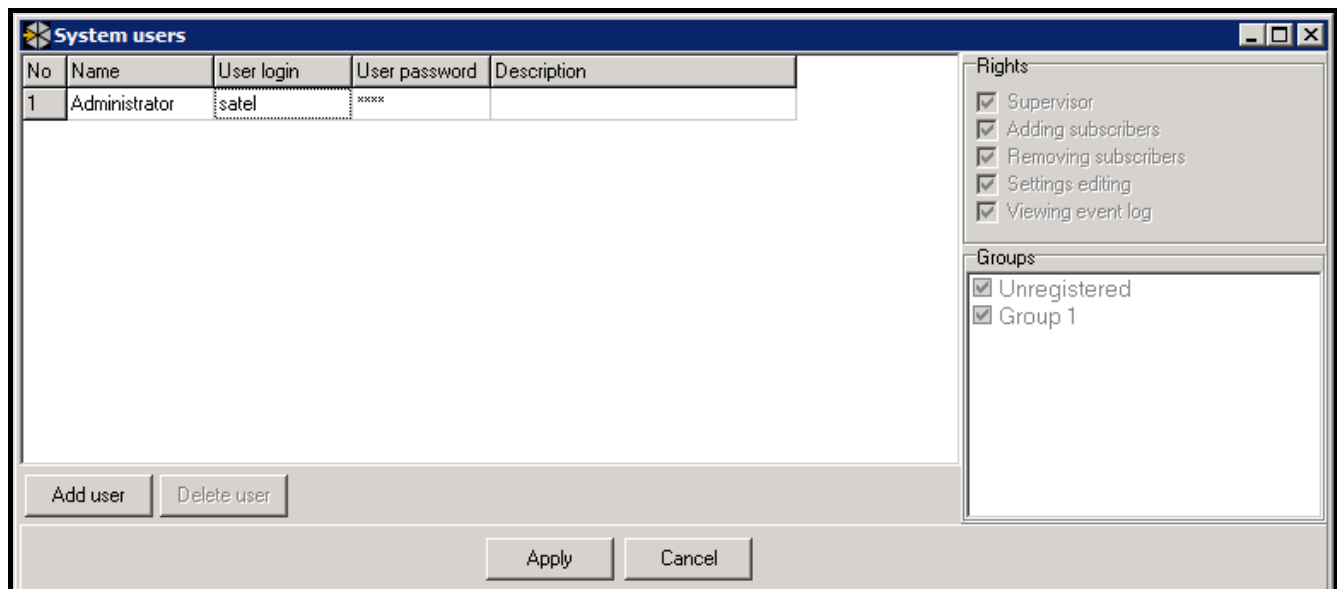 System users
No Name User login User password Description
1 Administrator satel ××××
Rights
Supervisor
Adding subscribers
Removing subscribers
Settings editing
Viewing event log
Groups
Unregistered
Group 1
Add user Delete user
Apply Cancel